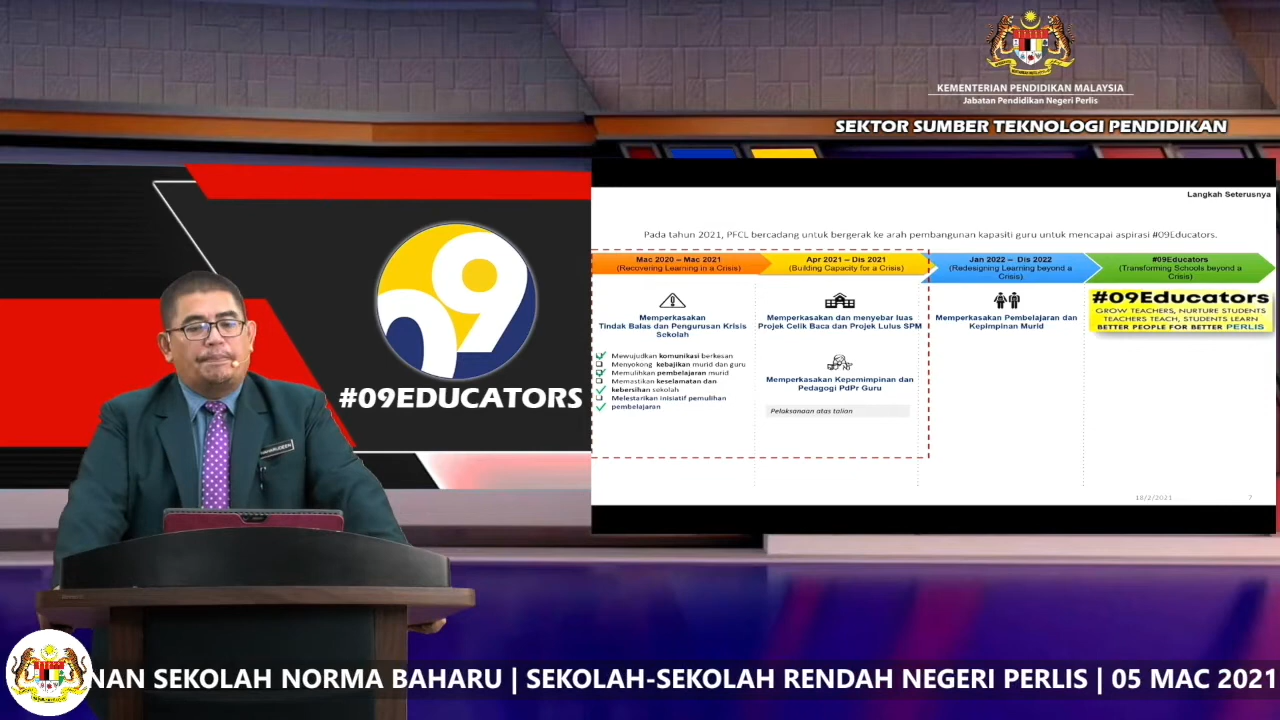 KEMENTERIAN PENDIDIKAN MALAYSIA
Jabatan Pendidikan Negeri Perlis
SEKTOR SUMBER TEKNOLOGI PENDIDIKAN
09
#09EDUCATORS
Langkah Seterusnya
Pada tahun 2021, PFCL bercadang untuk bergerak ke arah pembangunan kapasiti guru untuk mencapai aspirasi #09Educators.
Mac 2020 – Mac 2021
(Recovering Learning in a Crisis)
Memperkasakan
Tindak Balas dan Pengurusan Krisis
Sekolah
Mewujudkan komunikasi berkesan
Menyokong kebajikan murid dan guru
Memulihkan pembelajaran murid
Memastikan keselamatan dan
kebersihan sekolah
Melestarikan inisiatif pemulihan
pembelajaran
Apr 2021 – Dis 2021
(Building Capacity for a Crisis)
Memperkasakan dan menyebar luas
Projek Celik Baca dan Projek Lulus SPM
Memperkasakan Kepemimpinan dan
Pedagogi PdPr Guru
Pelaksanaan atas talian
Jan 2022 – Dis 2022
(Redesigning Learning beyond a
Crisis)
Memperkasakan Pembelajaran dan
Kepimpinan Murid
#09Educators
(Transforming Schools beyond a
Crisis)
#09Educators
GROW TEACHERS, NURTURE STUDENTS
TEACHERS TEACH, STUDENTS LEARN
BETTER PEOPLE FOR BETTER PERLIS
18/2/2021
7
NAN SEKOLAH NORMA BAHARU | SEKOLAH-SEKOLAH RENDAH NEGERI PERLIS | 05 MAC 2021